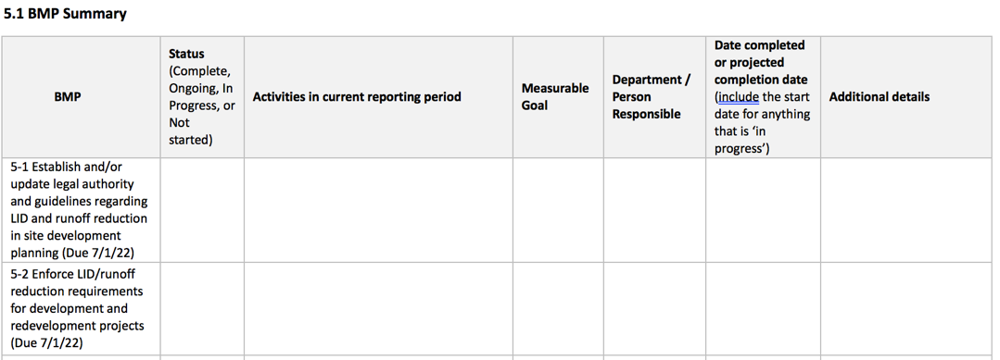 5.1 BMP Summary
BMP
Status
(Complete,
Ongoing, In
Progress, or
Not
started)
Activities in current reporting period
Measurable
Goal
Department /
Person
Responsible
Date completed
or projected
completion date
(include the start
date for anything
that is ‘in
progress’)
Additional details
5-1 Establish and/or
update legal authority
and guidelines regarding
LID and runoff reduction
in site development
planning (Due 7/1/22)
5-2 Enforce LID/runoff
reduction requirements
for development and
redevelopment projects
(Due 7/1/22)